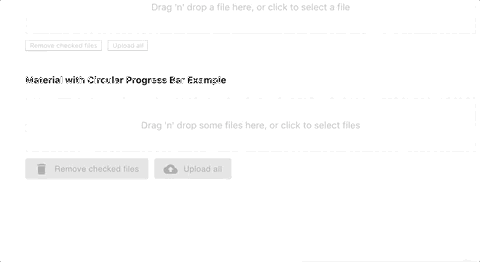 Drag 'n' drop a file here, or click to select a file
Remove checked files Upload all!
Material with Circular Progress Bar Example
Drag 'n' drop some files here, or click to select files
Remove checked files Upload all